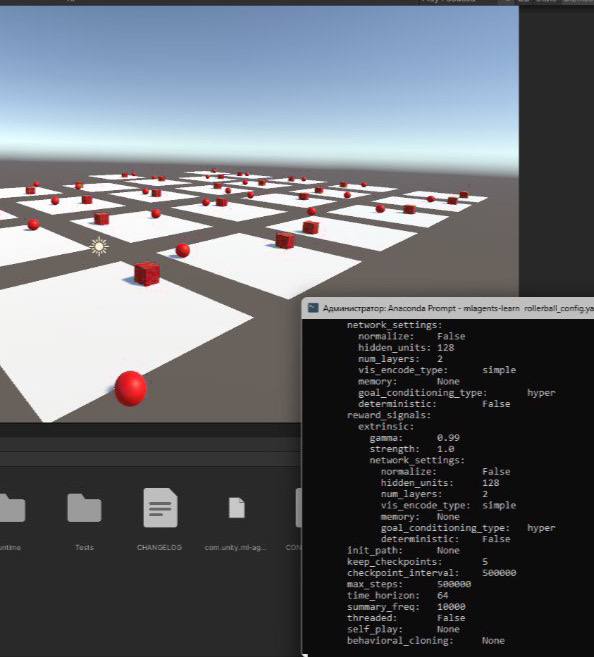 untime
Tests
CHANGELOG
com.unity.ml-ag...
CON
Администратор: Anaconda Prompt - mlagents-learn rollerball_config.ya
network_settings:
normalize: False
hidden_units: 128
num_layers: 2
vis_encode_type: simple
memory: None
goal_conditioning_type: hyper
deterministic: False
reward_signals:
extrinsic:
gamma: 0.99
strength: 1.0
network_settings:
normalize: False
hidden_units: 128
num_layers: 2
vis_encode_type: simple
memory: None
goal_conditioning_type: hyper
deterministic: False
init_path: None
keep_checkpoints: 5
checkpoint_interval: 500000
max_steps: 500000
time_horizon: 64
summary_freq: 10000
threaded: False
self_play: None
behavioral_cloning: None